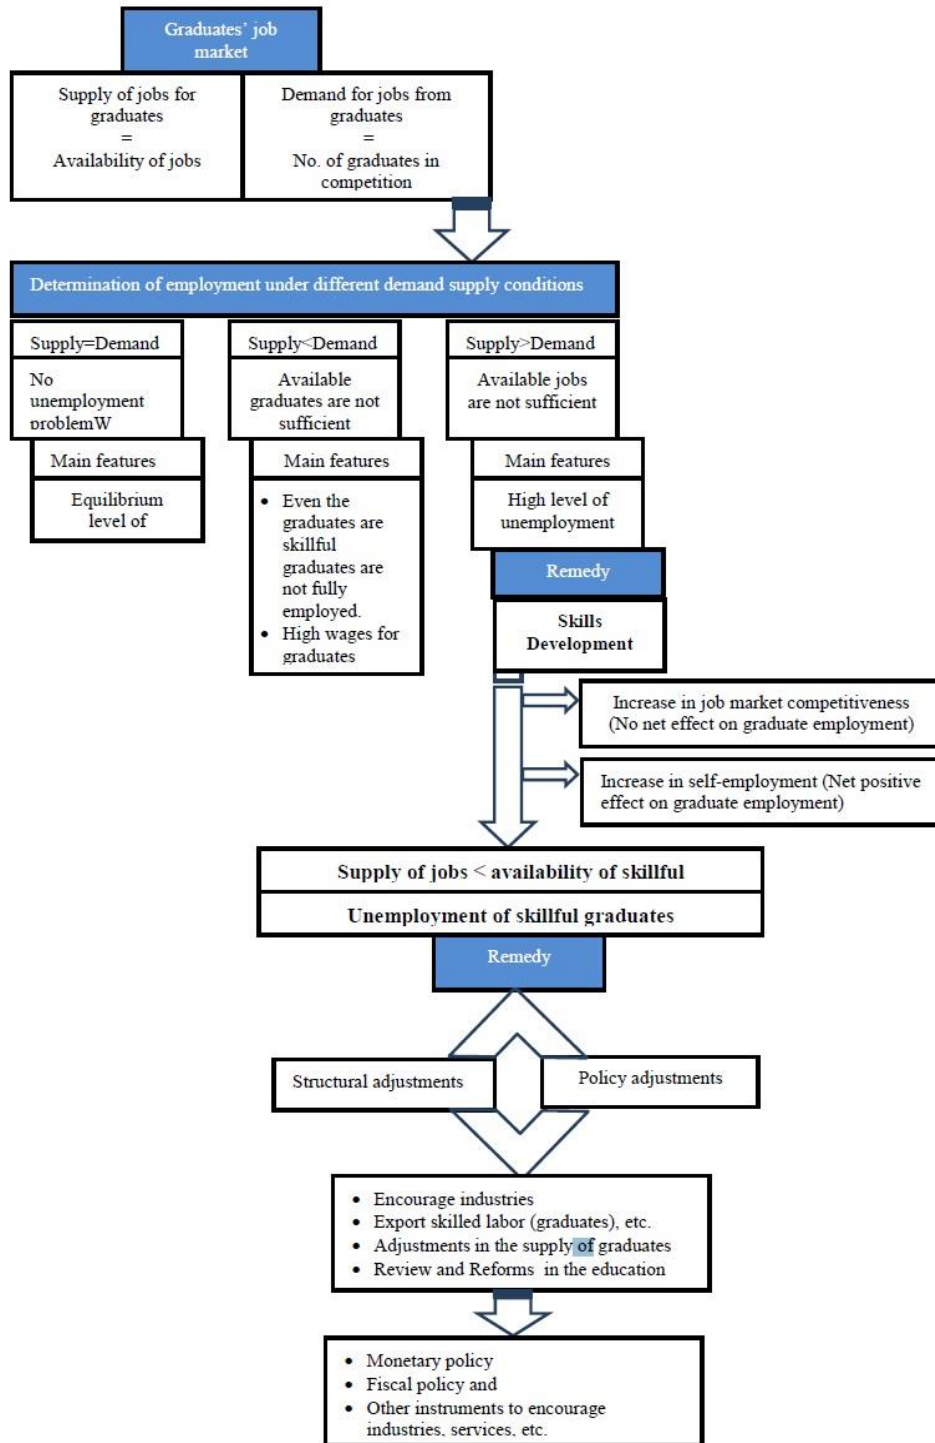 Graduates' job
market
Supply of jobs for
graduates
=
Availability of jobs
Demand for jobs from
graduates
=
No. of graduates in
competition
Determination of employment under different demand supply conditions
Supply=Demand
No
unemployment
problemW
Main features
Equilibrium
level of
Supply<Demand
Available
graduates are not
sufficient
Main features
• Even the
graduates are
skillful
graduates are
not fully
employed.
• High wages for
graduates
Supply>Demand
Available jobs
are not sufficient
Main features
High level of
unemployment
Remedy
Skills
Development
Increase in job market competitiveness
(No net effect on graduate employment)
Increase in self-employment (Net positive
effect on graduate employment)
Supply of jobs < availability of skillful
Unemployment of skillful graduates
Remedy
Structural adjustments
Policy adjustments
• Encourage industries
• Export skilled labor (graduates), etc.
• Adjustments in the supply of graduates
• Review and Reforms in the education
• Monetary policy
• Fiscal policy and
• Other instruments to encourage
industries, services, etc.